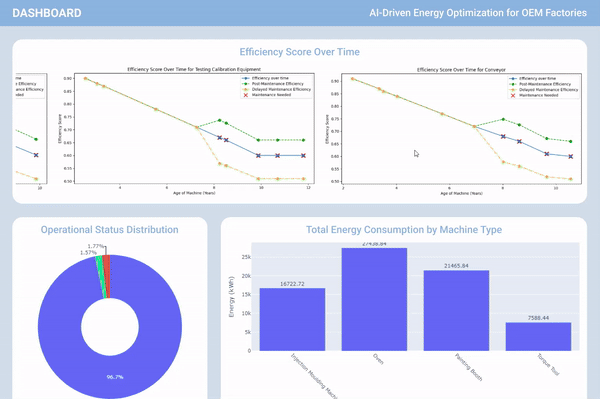 DASHBOARD
AI-Driven Energy Optimization for OEM Factories
Efficiency Score Over Time
Efficiency Score Over Time for Testing Calibration Equipment
Efficiency Score Over Time for Conveyor
Efficiency over time
Post-Maintenance Efficiency
Delayed Maintenance Efficiency
Maintenance Needed
Efficiency over time
Post-Maintenance Efficiency
Delayed Maintenance Efficiency
Maintenance Needed
Efficiency Score
0.90
0.85
0.80
0.75
0.70
0.65
0.60
0.55
0.50
Efficiency Score
0.90
0.85
0.80
0.75
0.70
0.65
0.60
0.55
0.50
10
4
6
8
10
12
2
4
6
8
10
Age of Machine (Years)
Age of Machine (Years)
Operational Status Distribution
1.77%
1.57%
96.7%
Total Energy Consumption by Machine Type
Energy (kWh)
25k
20k
15k
10k
5k
0
16722.72
21465.84
7588.44
Injection Moulding
Oven
Painting Booth
Torque Tool